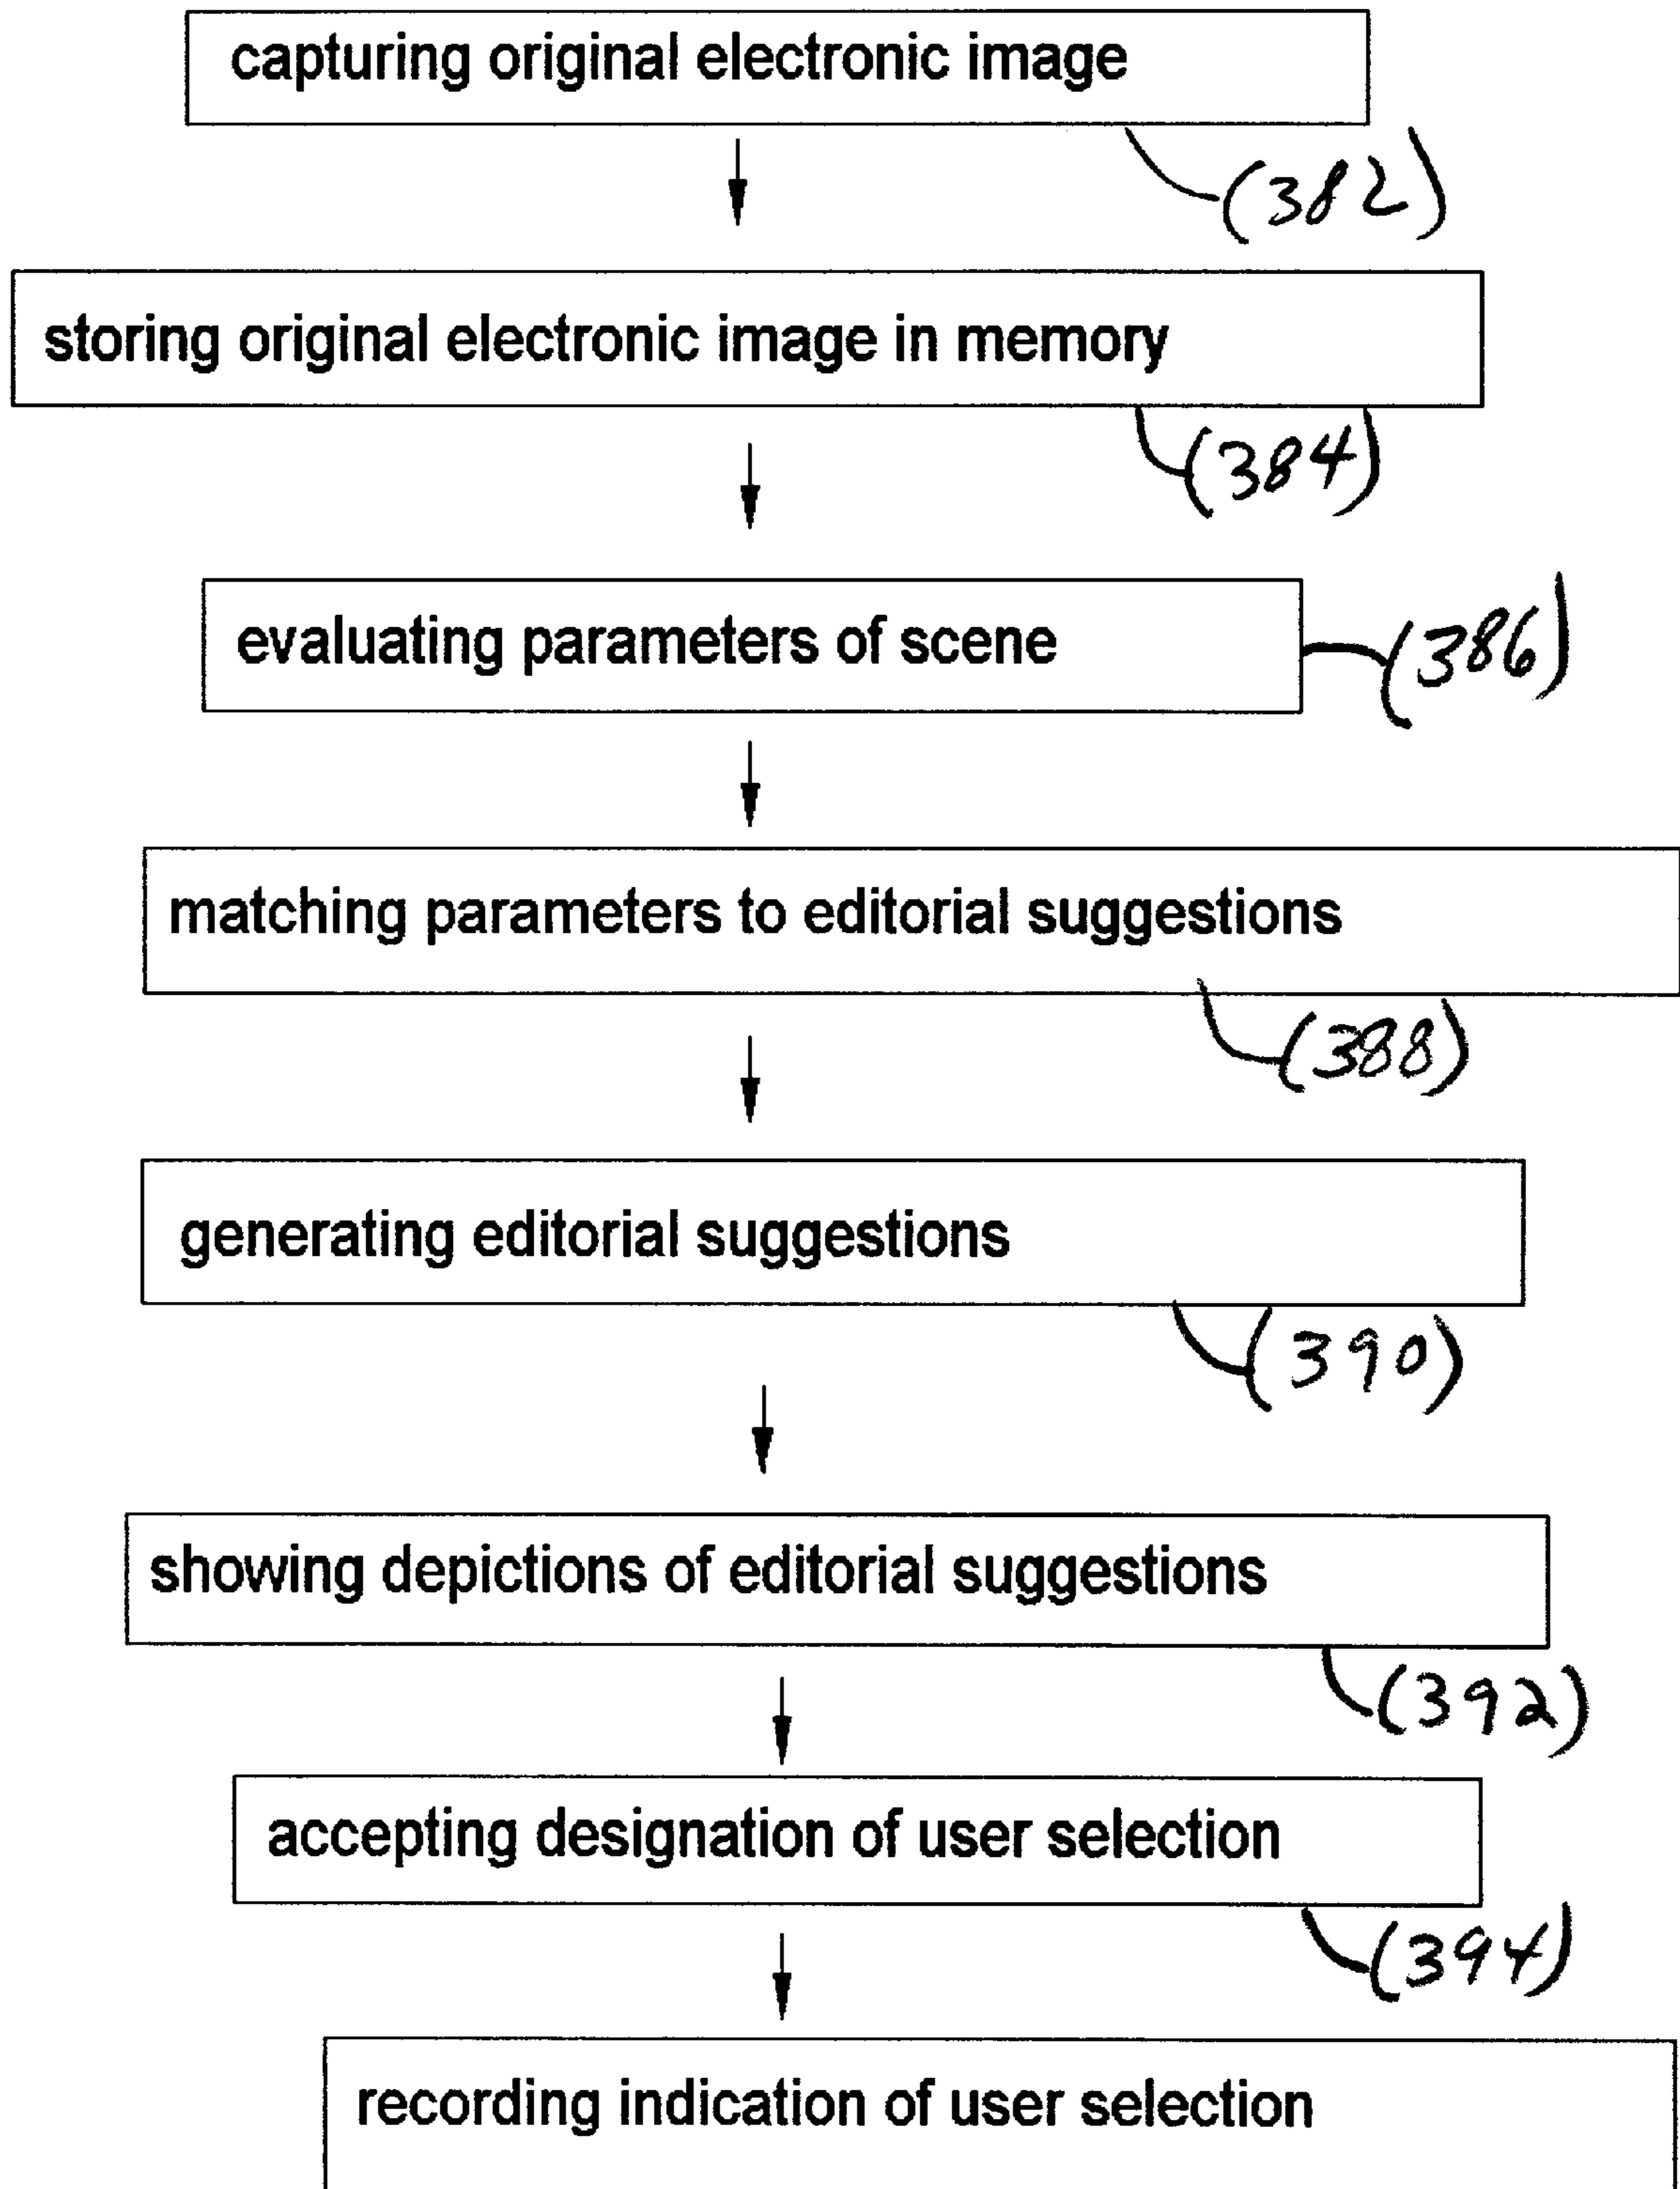 capturing original electronic image
(382)
storing original electronic image in memory
(384)
evaluating parameters of scene
(386)
matching parameters to editorial suggestions
(388)
generating editorial suggestions
(390)
showing depictions of editorial suggestions
(392)
accepting designation of user selection
(394)
recording indication of user selection